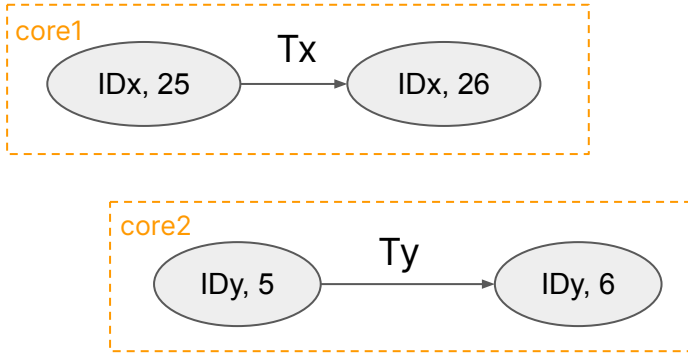 core1
Tx
IDx, 25
IDx, 26
core2
Ty
IDy, 5
IDy, 6